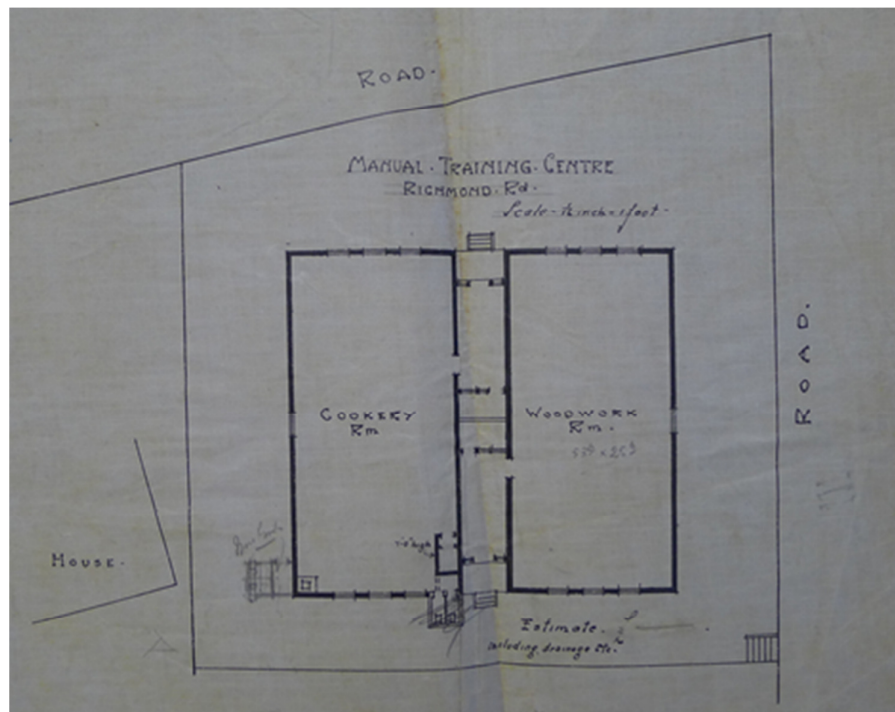 ROAD.
MANUAL. TRAINING. CENTRE
RICHMOND. Rd.
ROAD.
COOKERY
Rm
WOODWORK
Rm.
HOUSE.
Estimate.
including drainage etc.